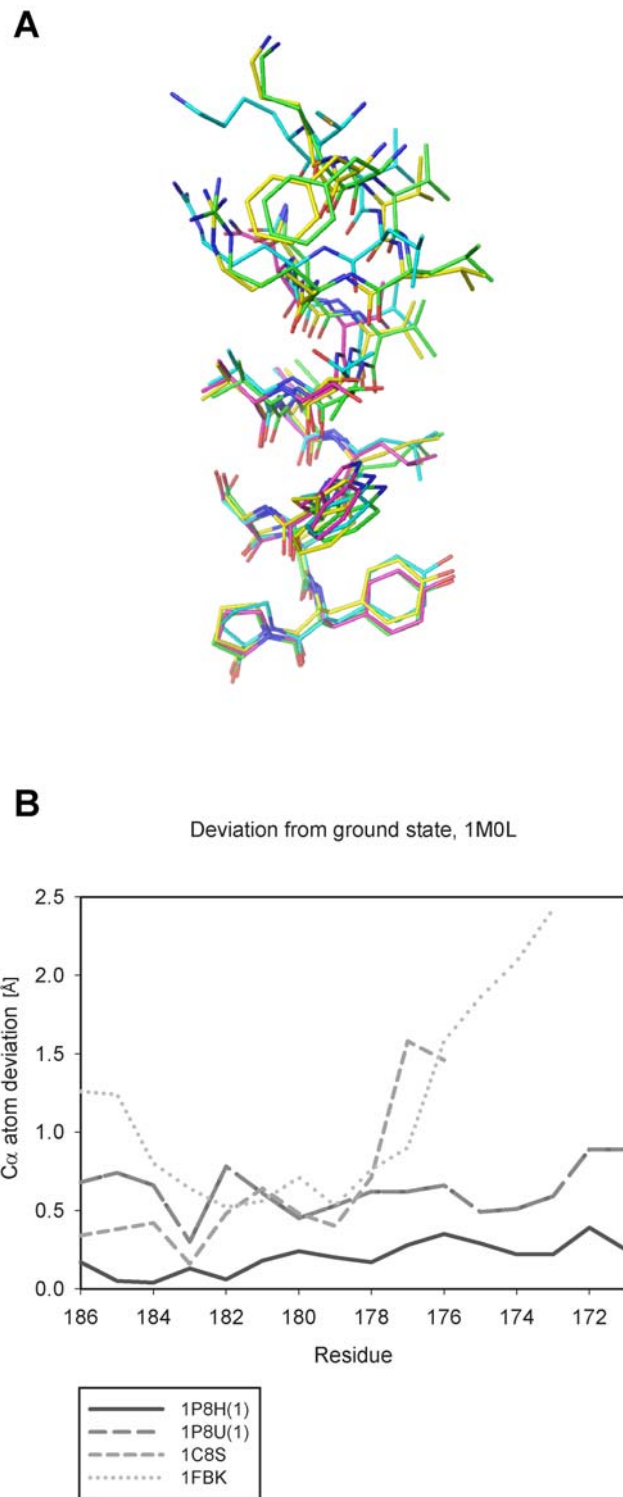 A
B
Deviation from ground state, 1M0L
2.5
2.0
1.5
1.0
0.5
0.0
Cα atom deviation [Å]
186 184 182 180 178 176 174 172
Residue
1P8H(1)
1P8U(1)
1C8S
1FBK